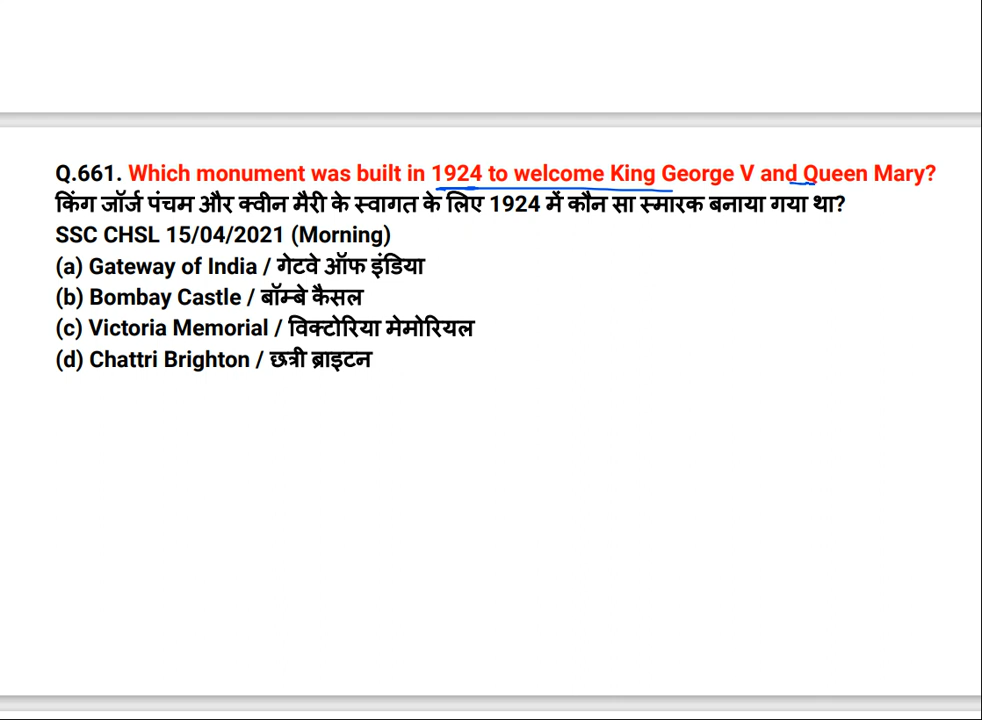 Q.661. Which monument was built in 1924 to welcome King George V and Queen Mary?
किंग जॉर्ज पंचम और क्वीन मैरी के स्वागत के लिए 1924 में कौन सा स्मारक बनाया गया था?
SSC CHSL 15/04/2021 (Morning)
(a) Gateway of India / गेटवे ऑफ इंडिया
(b) Bombay Castle / बॉम्बे कैसल
(c) Victoria Memorial / विक्टोरिया मेमोरियल
(d) Chattri Brighton / छत्री ब्राइटन